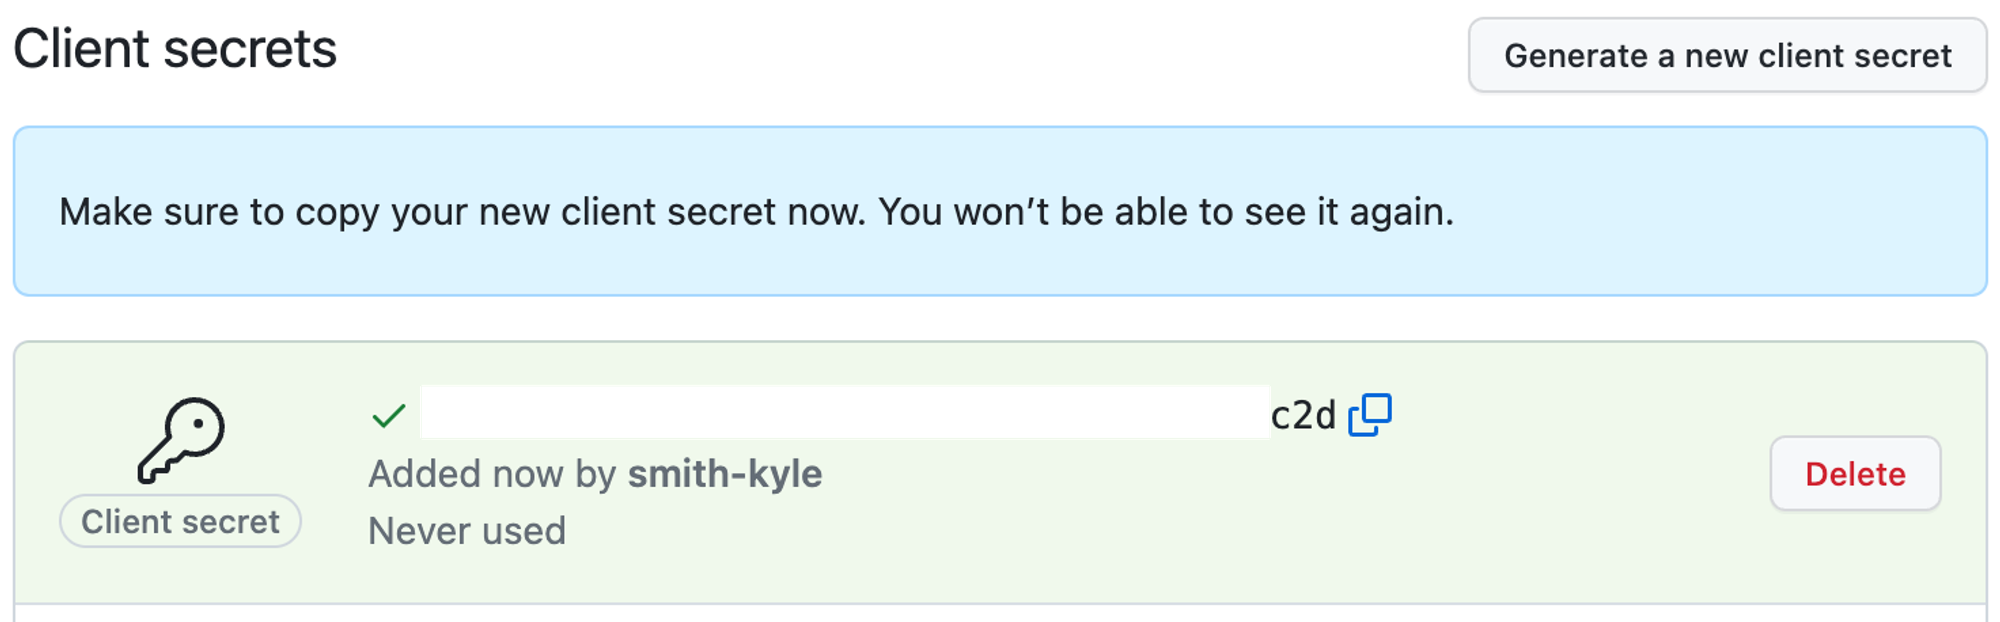 Client secrets
Generate a new client secret
Make sure to copy your new client secret now. You won’t be able to see it again.
c2d
Added now by smith-kyle
Never used
Client secret
Delete